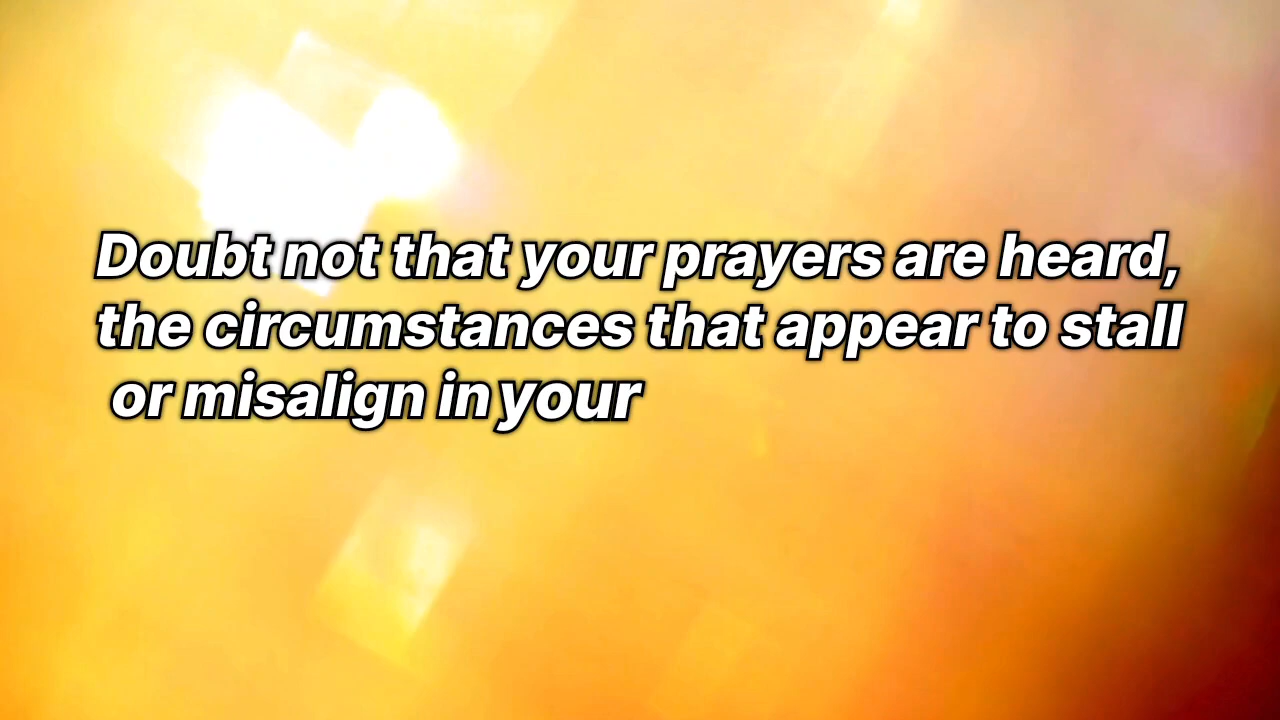 Doubt not that your prayers are heard,
the circumstances that appear to stall
or misalign in your